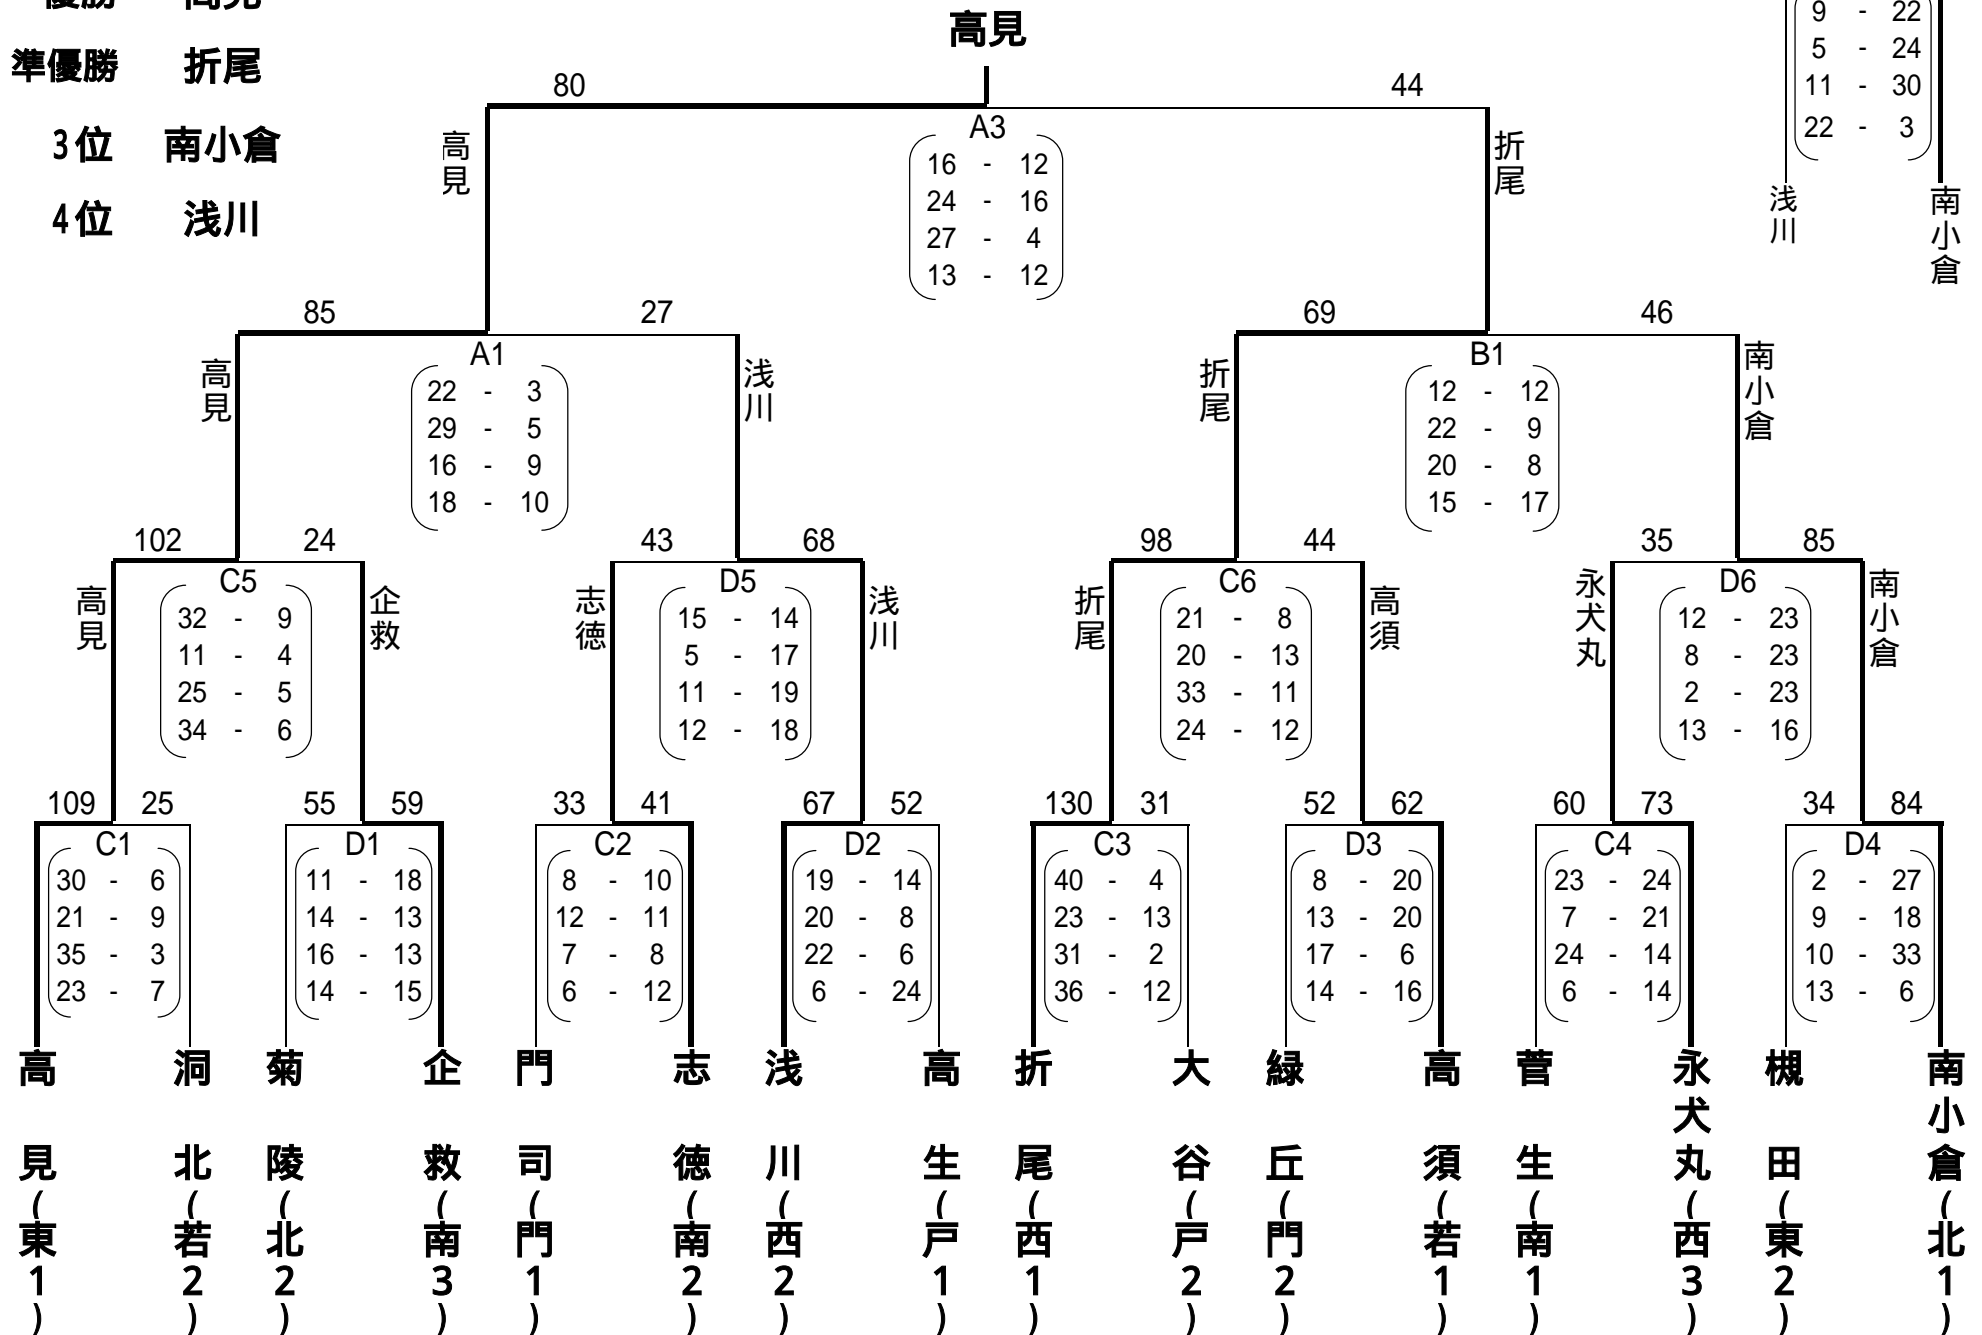 優勝 高見
準優勝 折尾
3位 南小倉
4位 浅川
高見
80 44
高見
折尾
A3
16 - 12
24 - 16
27 - 4
13 - 12
9 - 22
5 - 24
11 - 30
22 - 3
浅川
南小倉
85 27
高見
浅川
A1
22 - 3
29 - 5
16 - 9
18 - 10
69 46
折尾
南小倉
B1
12 - 12
22 - 9
20 - 8
15 - 17
102 24
高見
企救
C5
32 - 9
11 - 4
25 - 5
34 - 6
43 68
志徳
浅川
D5
15 - 14
5 - 17
11 - 19
12 - 18
98 44
折尾
高須
C6
21 - 8
20 - 13
33 - 11
24 - 12
35 85
永犬丸
南小倉
D6
12 - 23
8 - 23
2 - 23
13 - 16
109 25
C1
30 - 6
21 - 9
35 - 3
23 - 7
55 59
D1
11 - 18
14 - 13
16 - 13
14 - 15
33 41
C2
8 - 10
12 - 11
7 - 8
6 - 12
67 52
D2
19 - 14
20 - 8
22 - 6
6 - 24
130 31
C3
40 - 4
23 - 13
31 - 2
36 - 12
52 62
D3
8 - 20
13 - 20
17 - 6
14 - 16
60 73
C4
23 - 24
7 - 21
24 - 14
6 - 14
34 84
D4
2 - 27
9 - 18
10 - 33
13 - 6
高見(東1)
洞北(若2)
菊陵(北2)
企救(南3)
門司(門1)
志徳(南2)
浅川(西2)
高生(戸1)
折尾(西1)
大谷(戸2)
緑丘(門2)
高須(若1)
菅生(南1)
永犬丸(西3)
槻田(東2)
南小倉(北1)